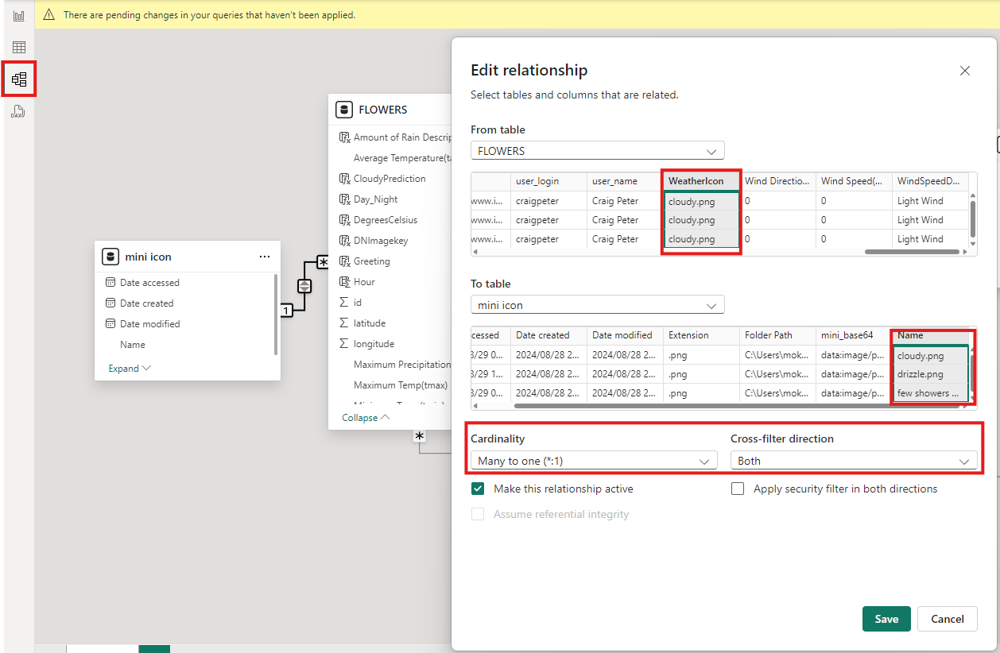 There are pending changes in your queries that haven't been applied.
DAX
FLOWERS
Amount of Rain Descrip
Average Temperature(ta
CloudyPrediction
Day_Night
DegreesCelsius
DNImagekey
Greeting
Hour
id
latitude
longitude
Maximum Precipitation
Maximum Temp(tmax)
Collapse
*
*
1
mini icon
...
Date accessed
Date created
Date modified
Name
Expand
Edit relationship
Select tables and columns that are related.
From table
FLOWERS
user_login user_name WeatherIcon Wind Directio... Wind Speed(... WindSpeedD...
www.i... craigpeter Craig Peter cloudy.png 0 0 Light Wind
www.i... craigpeter Craig Peter cloudy.png 0 0 Light Wind
www.i... craigpeter Craig Peter cloudy.png 0 0 Light Wind
To table
mini icon
cessed Date created Date modified Extension Folder Path mini_base64 Name
3/29 0... 2024/08/28 2... 2024/08/28 2... .png C:\Users\mok... data:image/p... cloudy.png
3/29 1... 2024/08/28 2... 2024/08/28 2... .png C:\Users\mok... data:image/p... drizzle.png
3/29 0... 2024/08/28 2... 2024/08/28 2... .png C:\Users\mok... data:image/p... few showers ...
Cardinality Cross-filter direction
Many to one (*:1) Both
Make this relationship active Apply security filter in both directions
Assume referential integrity
Save Cancel